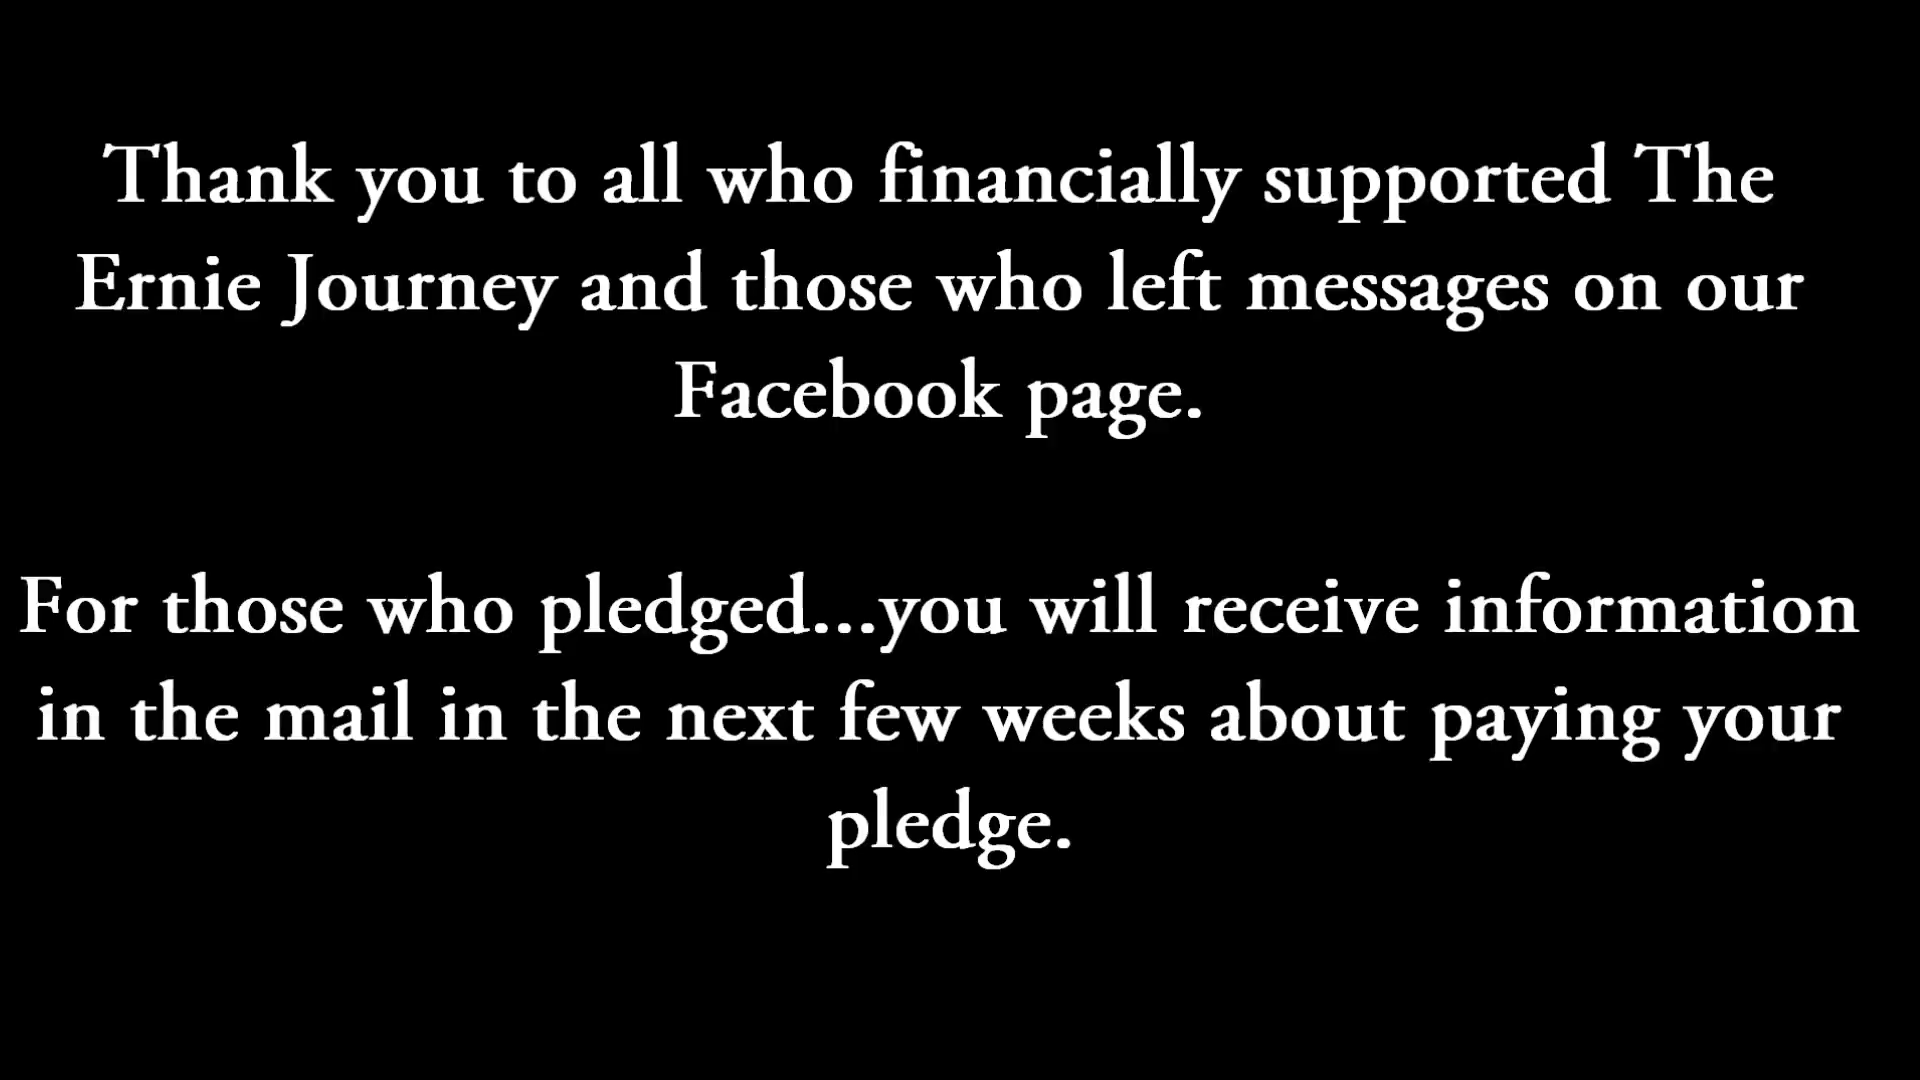 Thank you to all who financially supported The
Ernie Journey and those who left messages on our
Facebook page.
For those who pledged...you will receive information
in the mail in the next few weeks about paying your
pledge.